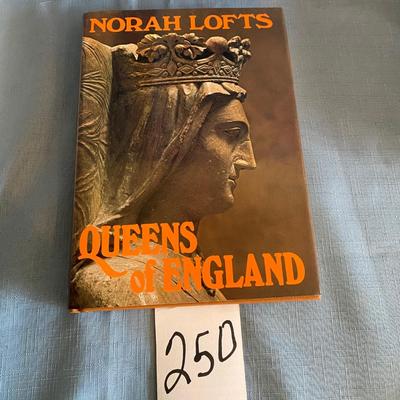 NORAH LOFTS
QUEENS
of ENGLAND
250